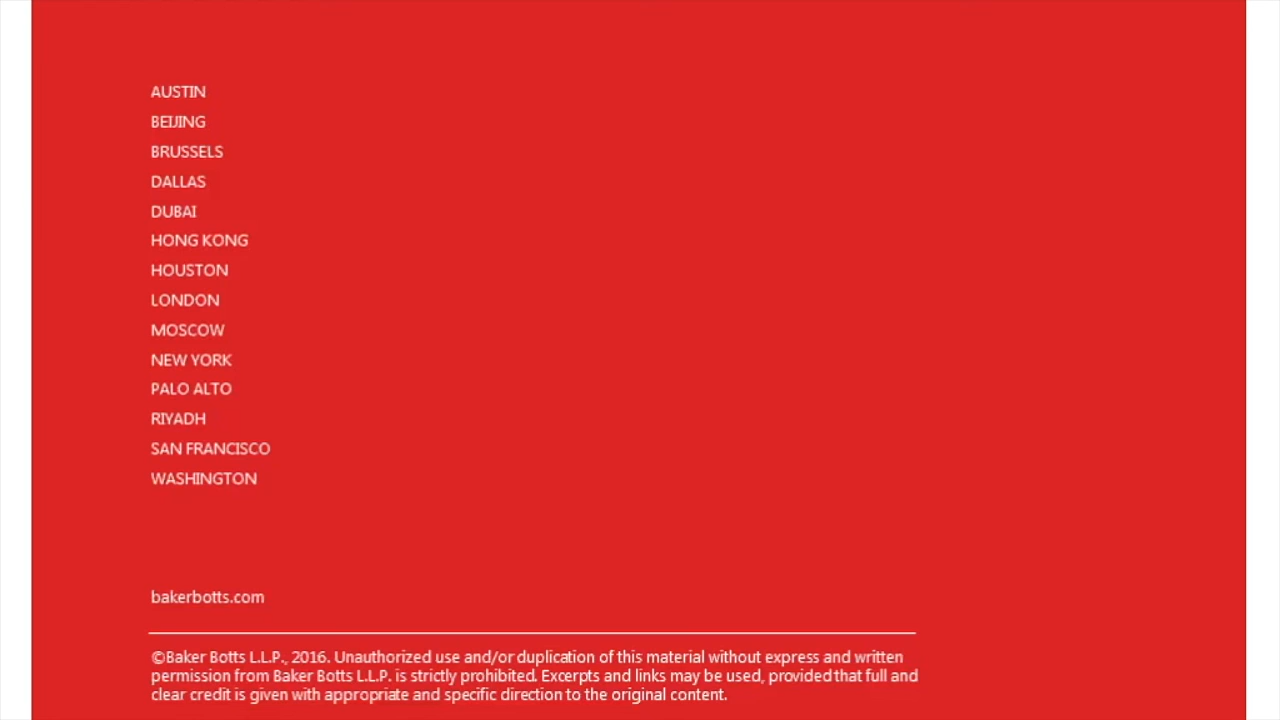 AUSTIN
BEIJING
BRUSSELS
DALLAS
DUBAI
HONG KONG
HOUSTON
LONDON
MOSCOW
NEW YORK
PALO ALTO
RIYADH
SAN FRANCISCO
WASHINGTON
bakerbotts.com
©Baker Botts L.L.P., 2016. Unauthorized use and/or duplication of this material without express and written
permission from Baker Botts L.L.P. is strictly prohibited. Excerpts and links may be used, provided that full and
clear credit is given with appropriate and specific direction to the original content.